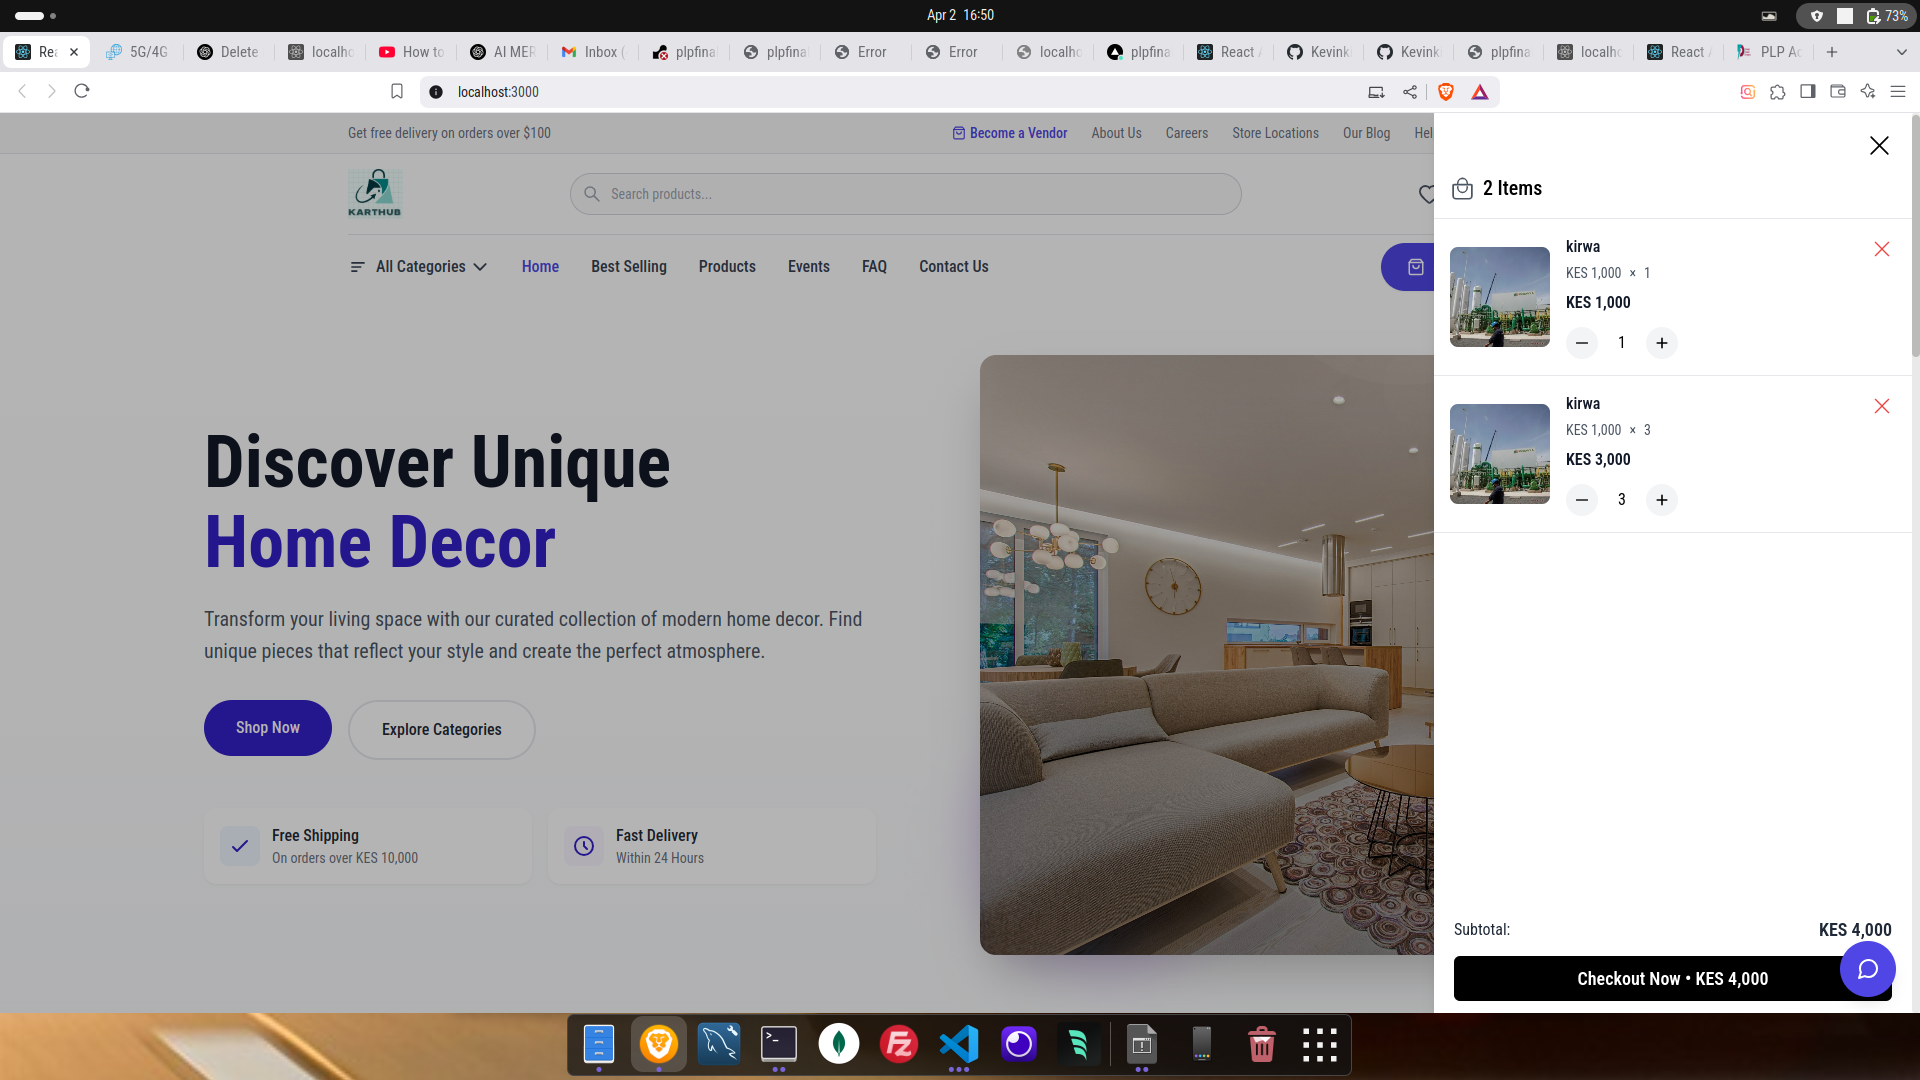 Apr 2 16:50
73%
Rea
5G/4G
Delete
localho
How to
AI MER
Inbox (
plpfinal
plpfinal
Error
Error
localho
plpfina
React A
Kevink
Kevink
plpfina
localho
React A
PLP Ac
localhost:3000
Get free delivery on orders over $100
Become a Vendor
About Us
Careers
Store Locations
Our Blog
Hel
KARTHUB
Search products...
All Categories
Home
Best Selling
Products
Events
FAQ
Contact Us
Discover Unique
Home Decor
Transform your living space with our curated collection of modern home decor. Find
unique pieces that reflect your style and create the perfect atmosphere.
Shop Now
Explore Categories
Free Shipping
On orders over KES 10,000
Fast Delivery
Within 24 Hours
2 Items
kirwa
KES 1,000 × 1
KES 1,000
1
kirwa
KES 1,000 × 3
KES 3,000
3
Subtotal:
KES 4,000
Checkout Now • KES 4,000